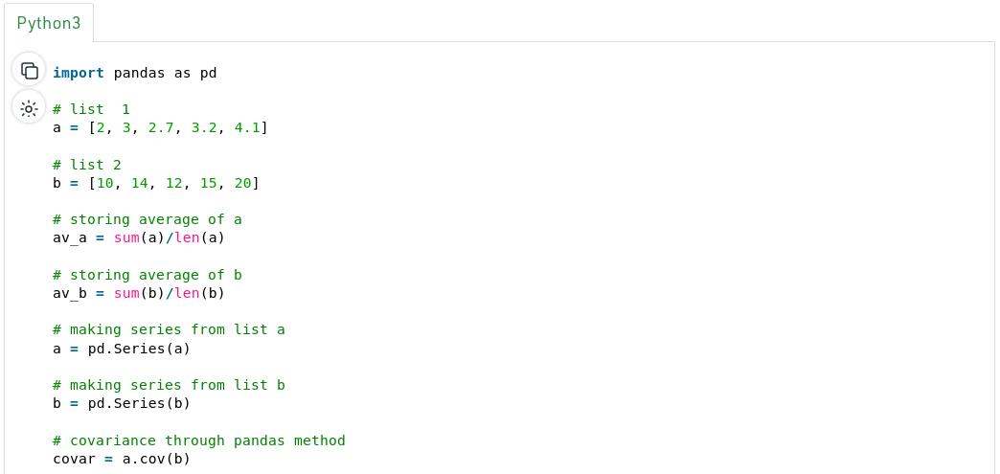 Python3
import pandas as pd
# list  1
a = [2, 3, 2.7, 3.2, 4.1]
# list 2
b = [10, 14, 12, 15, 20]
# storing average of a
av_a = sum(a)/len(a)
# storing average of b
av_b = sum(b)/len(b)
# making series from list a
a = pd.Series(a)
# making series from list b
b = pd.Series(b)
# covariance through pandas method
covar = a.cov(b)